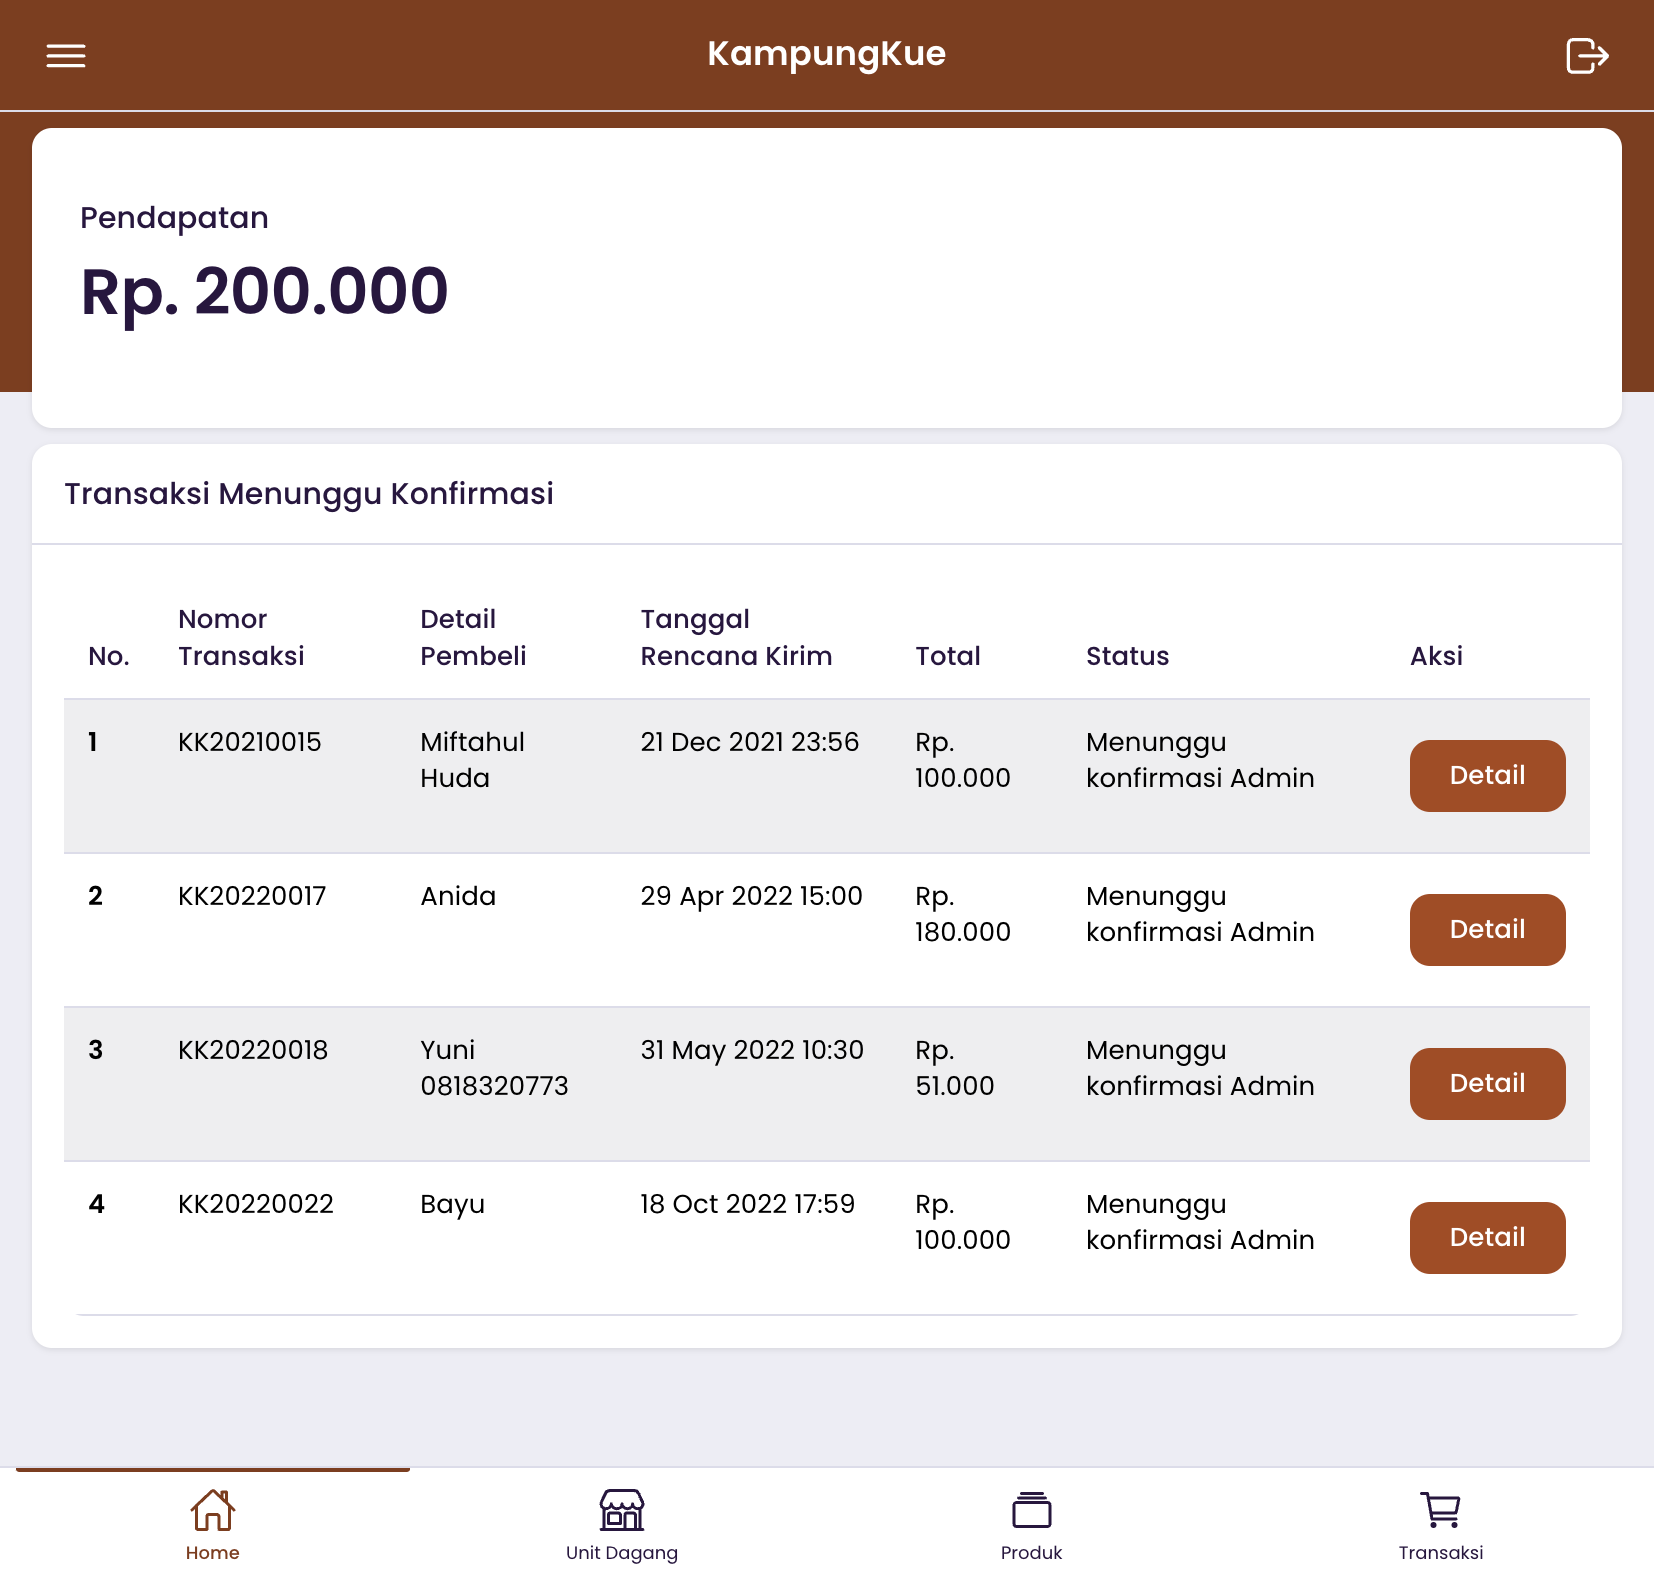 KampungKue
Pendapatan
Rp. 200.000
Transaksi Menunggu Konfirmasi
No.
Nomor
Transaksi
Detail
Pembeli
Tanggal
Rencana Kirim
Total
Status
Aksi
1
KK20210015
Miftahul
Huda
21 Dec 2021 23:56
Rp.
100.000
Menunggu
konfirmasi Admin
Detail
2
KK20220017
Anida
29 Apr 2022 15:00
Rp.
180.000
Menunggu
konfirmasi Admin
Detail
3
KK20220018
Yuni
0818320773
31 May 2022 10:30
Rp.
51.000
Menunggu
konfirmasi Admin
Detail
4
KK20220022
Bayu
18 Oct 2022 17:59
Rp.
100.000
Menunggu
konfirmasi Admin
Detail
Home
Unit Dagang
Produk
Transaksi